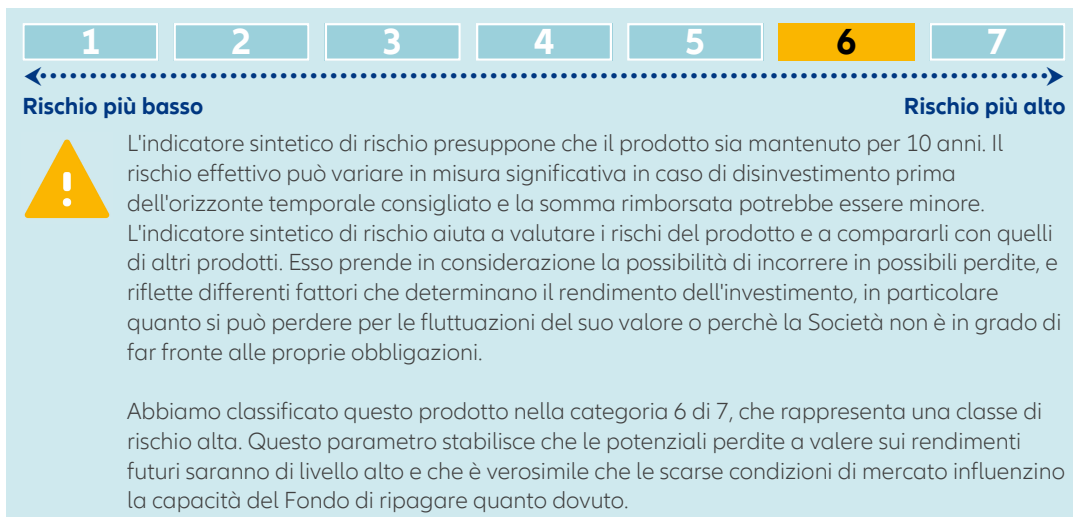 1 2 3 4 5 6 7
Rischio più basso Rischio più alto
L'indicatore sintetico di rischio presuppone che il prodotto sia mantenuto per 10 anni. Il
rischio effettivo può variare in misura significativa in caso di disinvestimento prima
dell'orizzonte temporale consigliato e la somma rimborsata potrebbe essere minore.
L'indicatore sintetico di rischio aiuta a valutare i rischi del prodotto e a compararli con quelli
di altri prodotti. Esso prende in considerazione la possibilità di incorrere in possibili perdite, e
riflette differenti fattori che determinano il rendimento dell'investimento, in particolare
quanto si può perdere per le fluttuazioni del suo valore o perchè la Società non è in grado di
far fronte alle proprie obbligazioni.
Abbiamo classificato questo prodotto nella categoria 6 di 7, che rappresenta una classe di
rischio alta. Questo parametro stabilisce che le potenziali perdite a valere sui rendimenti
futuri saranno di livello alto e che è verosimile che le scarse condizioni di mercato influenzino
la capacità del Fondo di ripagare quanto dovuto.